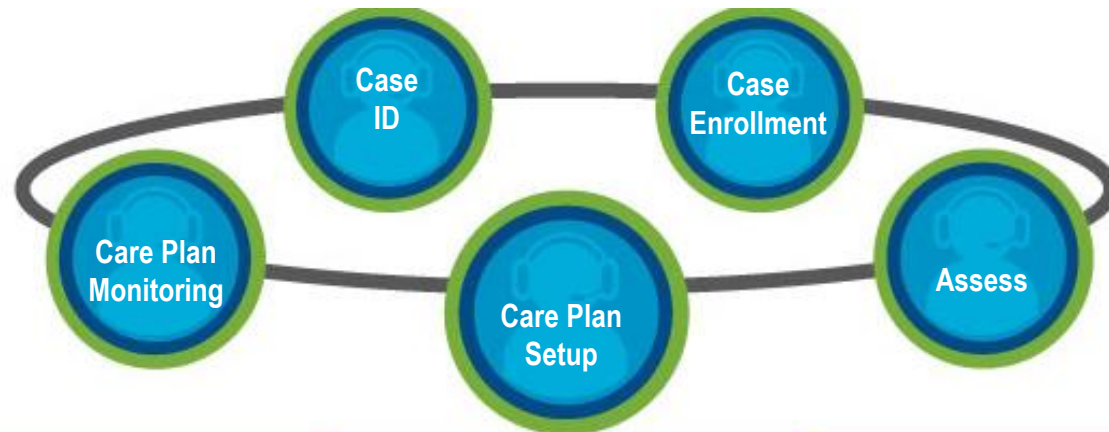 Case
ID
Case
Enrollment
Care Plan
Monitoring
Care Plan
Setup
Assess